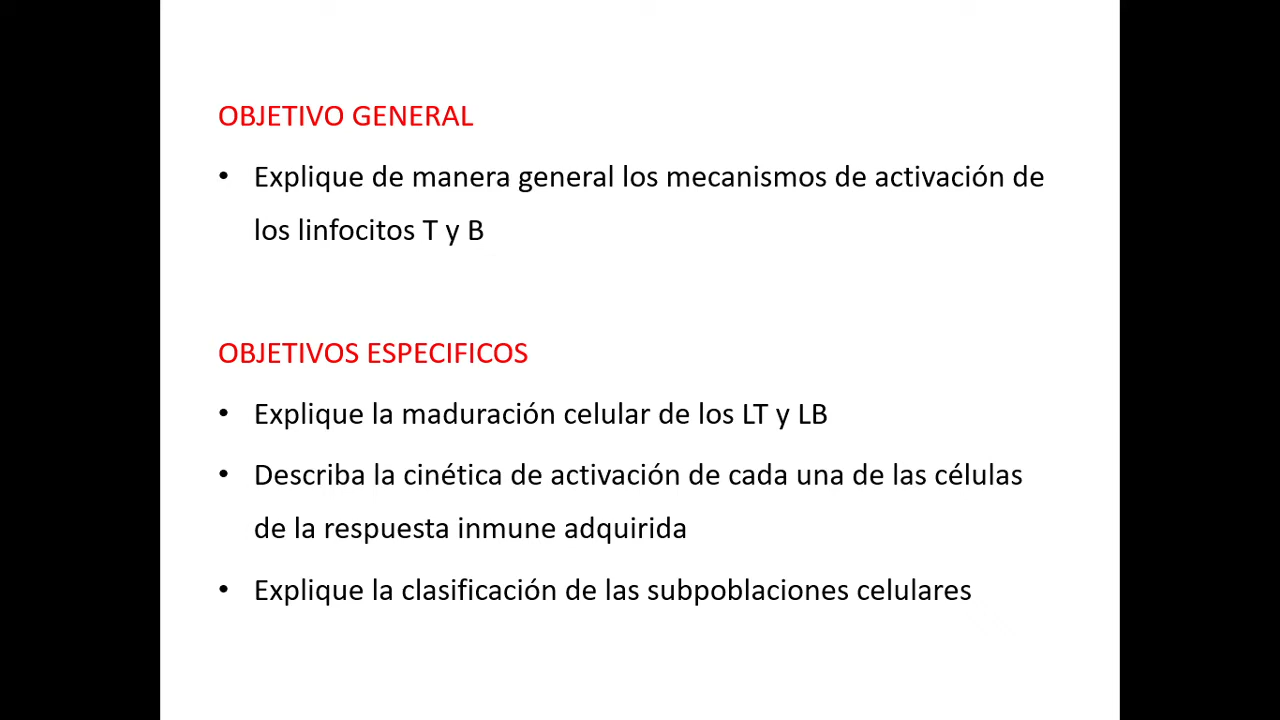 OBJETIVO GENERAL
• Explique de manera general los mecanismos de activación de
los linfocitos T y B
OBJETIVOS ESPECIFICOS
• Explique la maduración celular de los LT y LB
• Describa la cinética de activación de cada una de las células
de la respuesta inmune adquirida
• Explique la clasificación de las subpoblaciones celulares